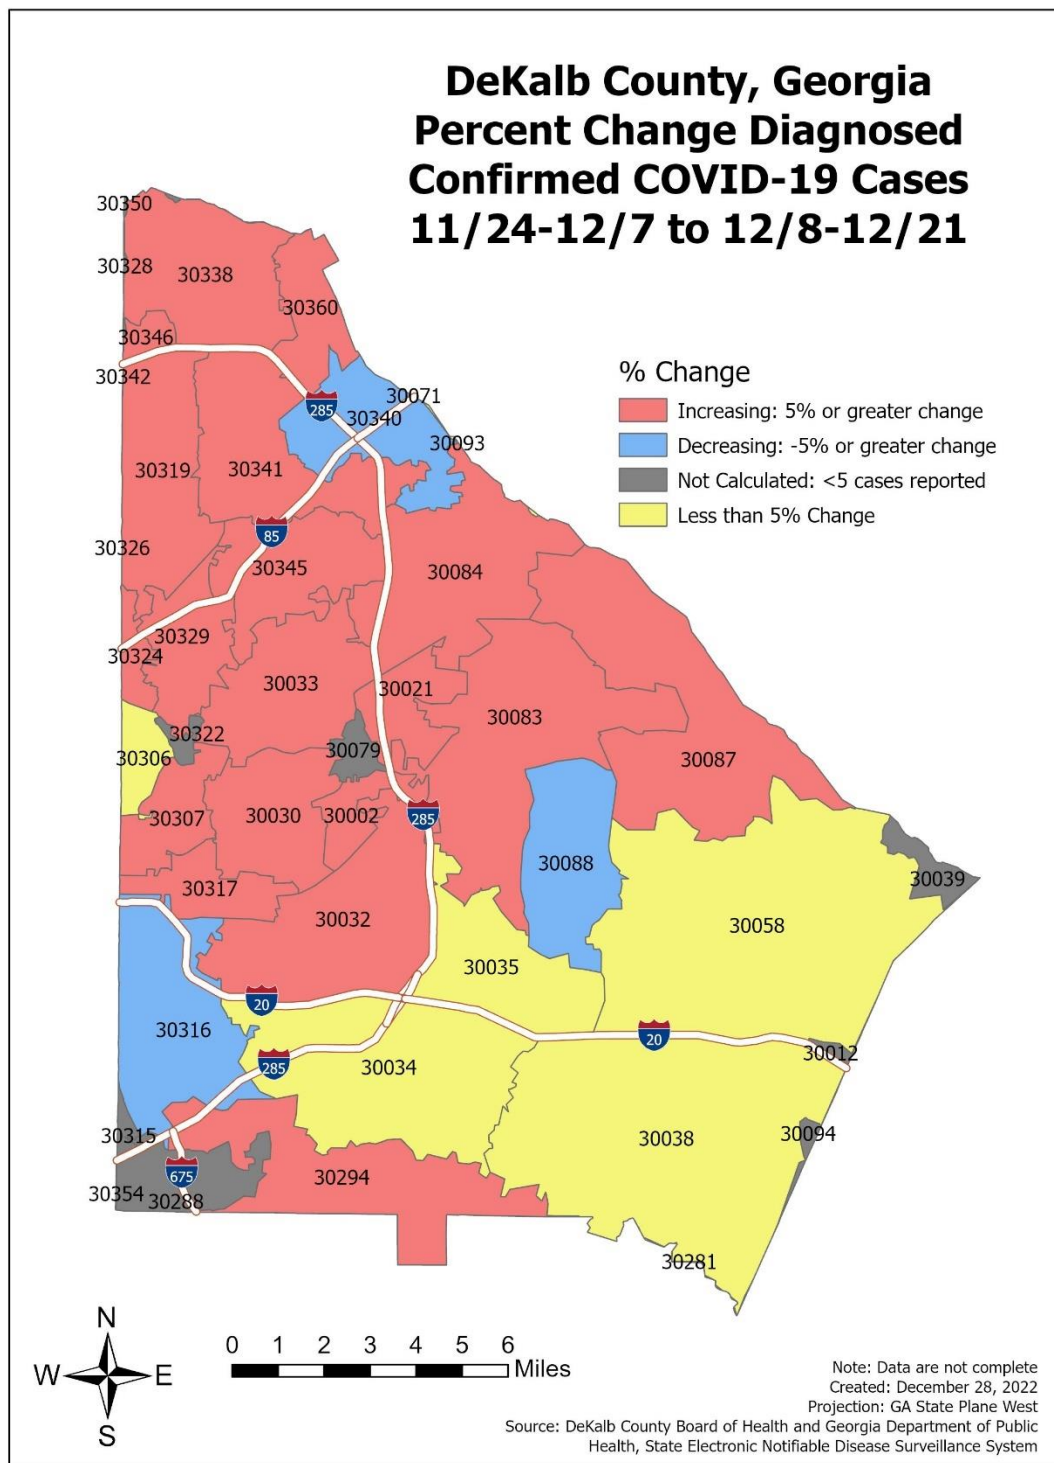 DeKalb County, Georgia
Percent Change Diagnosed
Confirmed COVID-19 Cases
11/24-12/7 to 12/8-12/21
30350
30328
30338
30360
30346
30342
% Change
Increasing: 5% or greater change
Decreasing: -5% or greater change
Not Calculated: <5 cases reported
Less than 5% Change
285
30071
30340
30093
30319
30341
85
30326
30345
30084
30329
30324
30033
30021
30083
30322
30079
30306
30087
30307
30030
30002
285
30088
30039
30317
30032
30058
30035
20
30316
20
30012
285
30034
30315
30038
30094
675
30294
30354
30288
30281
N
W
E
S
0 1 2 3 4 5 6
Miles
Note: Data are not complete
Created: December 28, 2022
Projection: GA State Plane West
Source: DeKalb County Board of Health and Georgia Department of Public
Health, State Electronic Notifiable Disease Surveillance System